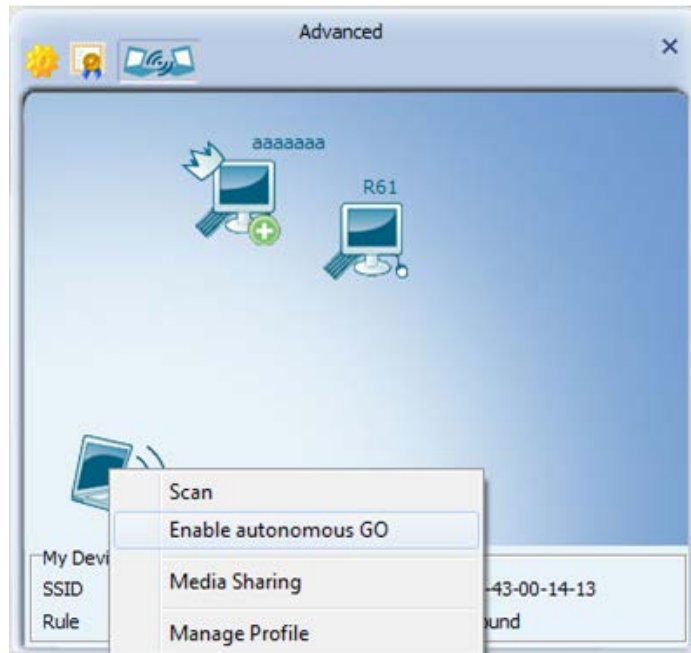 Advanced
aaaaaaa
R61
Scan
Enable autonomous GO
My Devi
Media Sharing
SSID
-43-00-14-13
Rule
und
Manage Profile